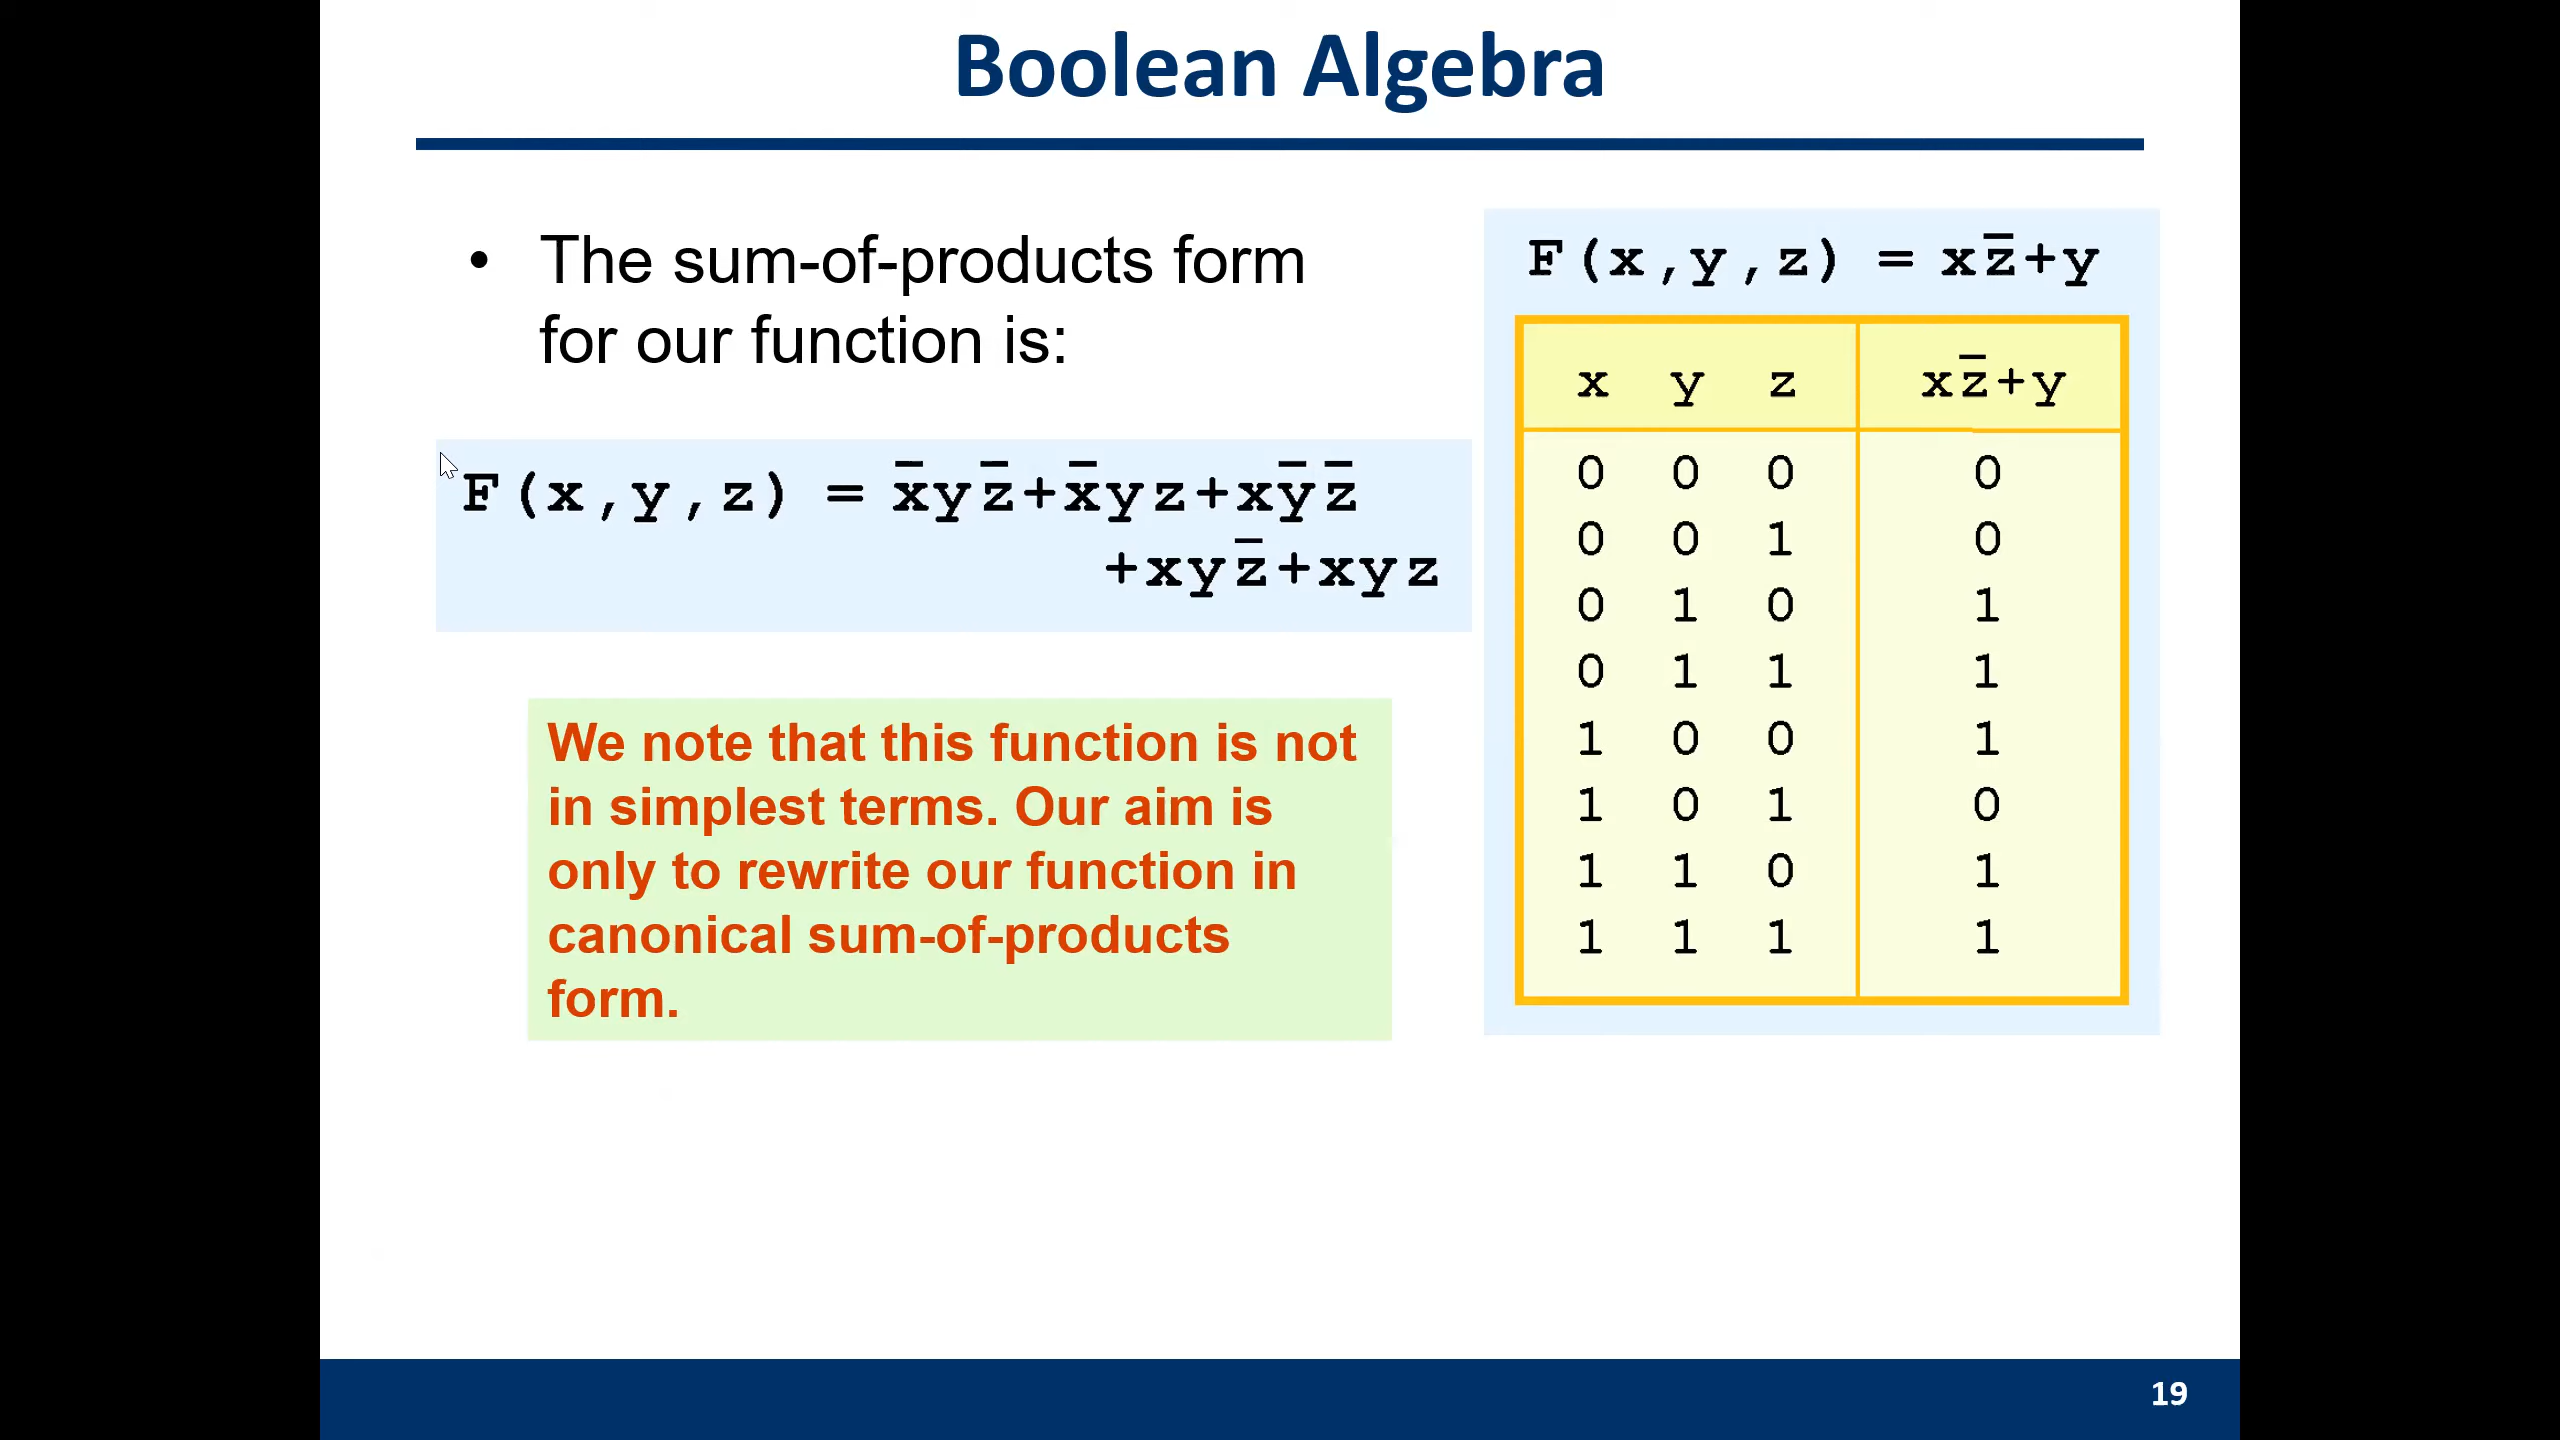 Boolean Algebra
• The sum-of-products form
for our function is:
F(x,y,z) = x̅yz̅+x̅yz+xy̅z̅
+xyz̅+xyz
We note that this function is not
in simplest terms. Our aim is
only to rewrite our function in
canonical sum-of-products
form.
F(x,y,z) = xz̅+y
x y z xz̅+y
0 0 0 0
0 0 1 0
0 1 0 1
0 1 1 1
1 0 0 1
1 0 1 0
1 1 0 1
1 1 1 1
19